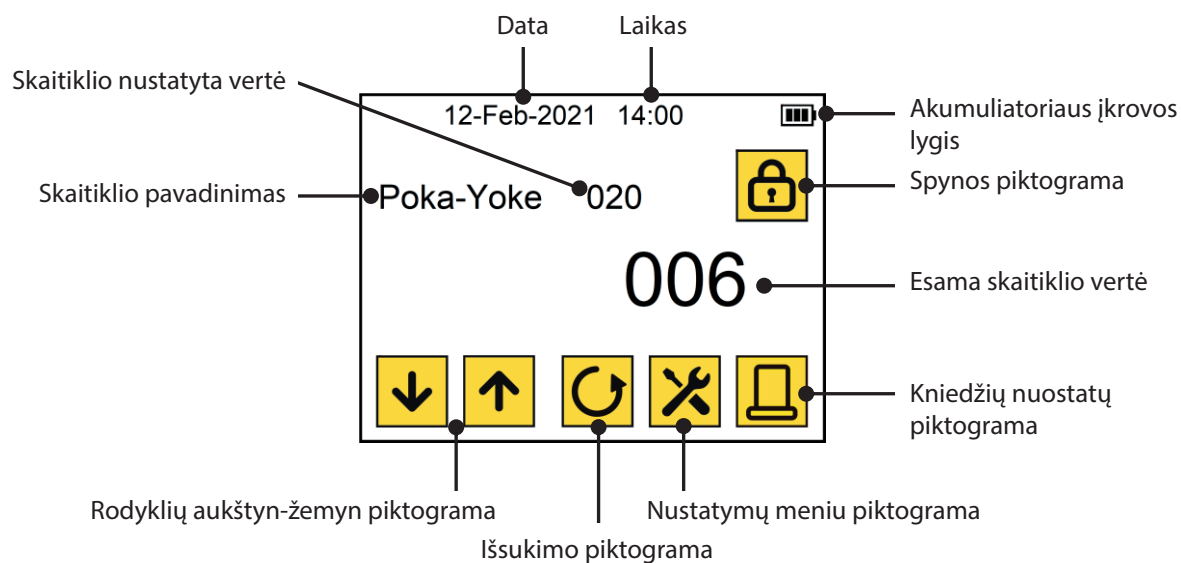 Data
Laikas
Skaitiklio nustatyta vertė
12-Feb-2021 14:00
Akumuliatoriaus įkrovos
lygis
Skaitiklio pavadinimas
Poka-Yoke 020
Spynos piktograma
006
Esama skaitiklio vertė
Kniedžių nuostatų
piktograma
Rodyklių aukštyn-žemyn piktograma
Nustatymų meniu piktograma
Išsukimo piktograma